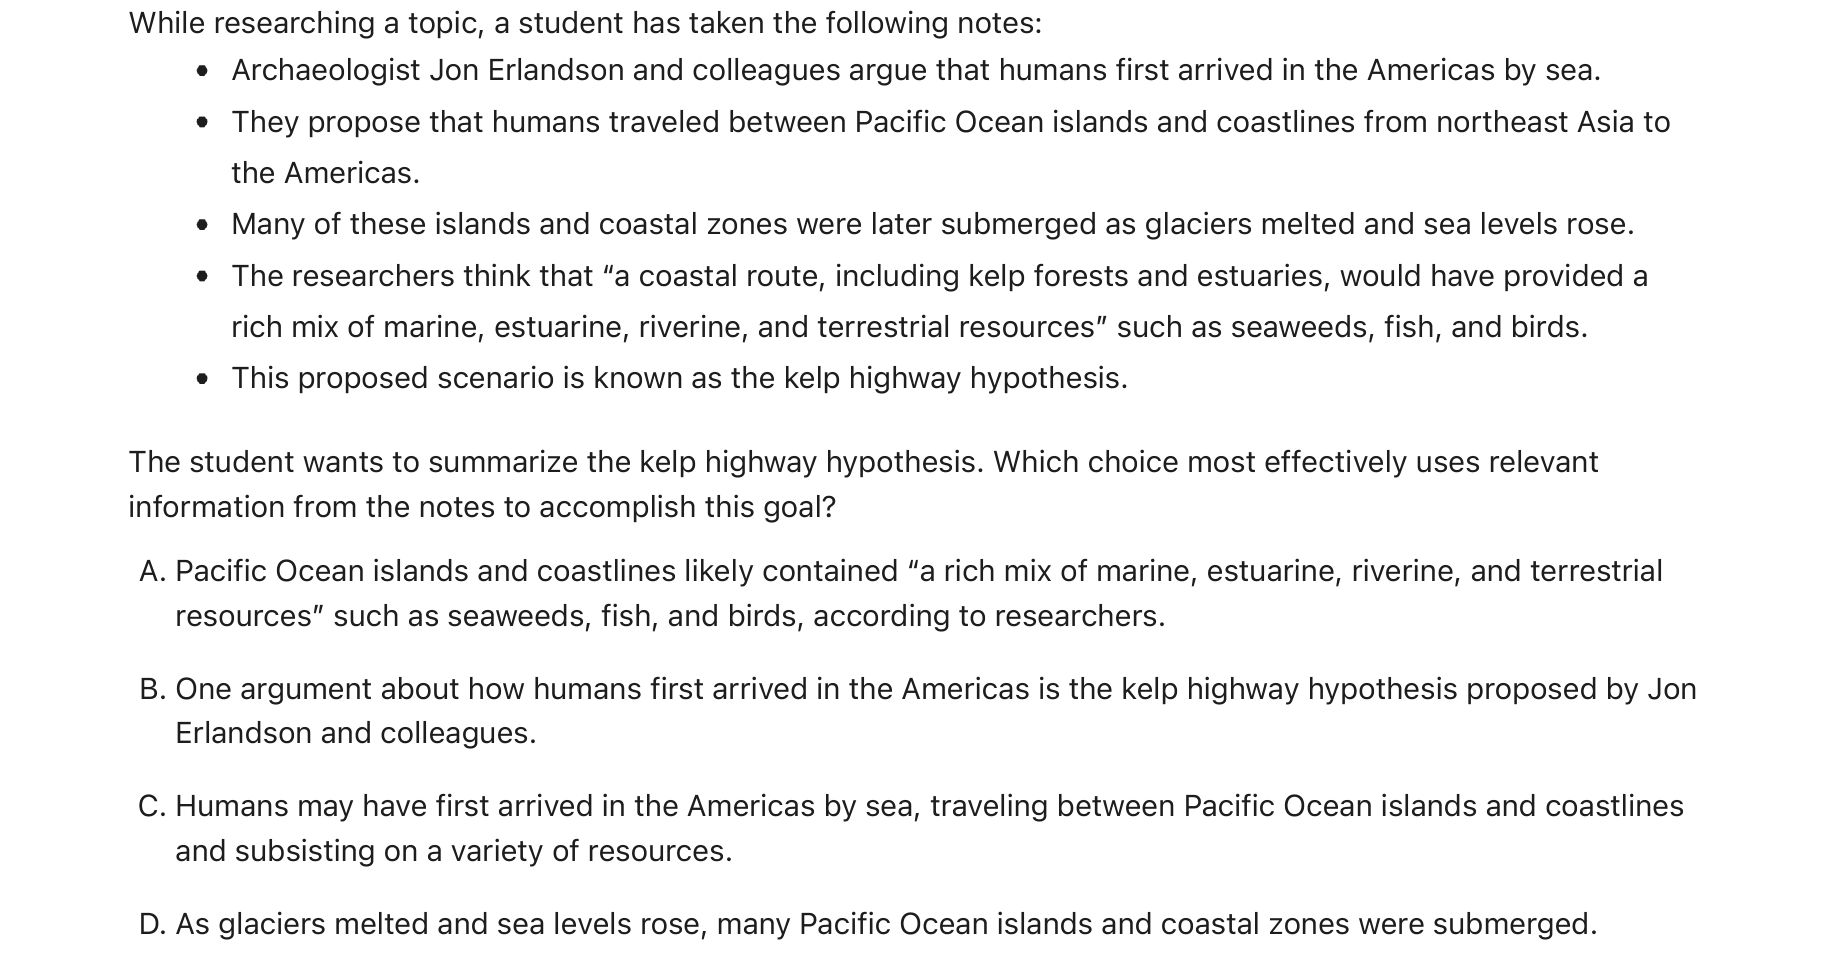 While researching a topic, a student has taken the following notes:
• Archaeologist Jon Erlandson and colleagues argue that humans first arrived in the Americas by sea.
• They propose that humans traveled between Pacific Ocean islands and coastlines from northeast Asia to
the Americas.
• Many of these islands and coastal zones were later submerged as glaciers melted and sea levels rose.
• The researchers think that “a coastal route, including kelp forests and estuaries, would have provided a
rich mix of marine, estuarine, riverine, and terrestrial resources” such as seaweeds, fish, and birds.
• This proposed scenario is known as the kelp highway hypothesis.
The student wants to summarize the kelp highway hypothesis. Which choice most effectively uses relevant
information from the notes to accomplish this goal?
A. Pacific Ocean islands and coastlines likely contained “a rich mix of marine, estuarine, riverine, and terrestrial
resources” such as seaweeds, fish, and birds, according to researchers.
B. One argument about how humans first arrived in the Americas is the kelp highway hypothesis proposed by Jon
Erlandson and colleagues.
C. Humans may have first arrived in the Americas by sea, traveling between Pacific Ocean islands and coastlines
and subsisting on a variety of resources.
D. As glaciers melted and sea levels rose, many Pacific Ocean islands and coastal zones were submerged.